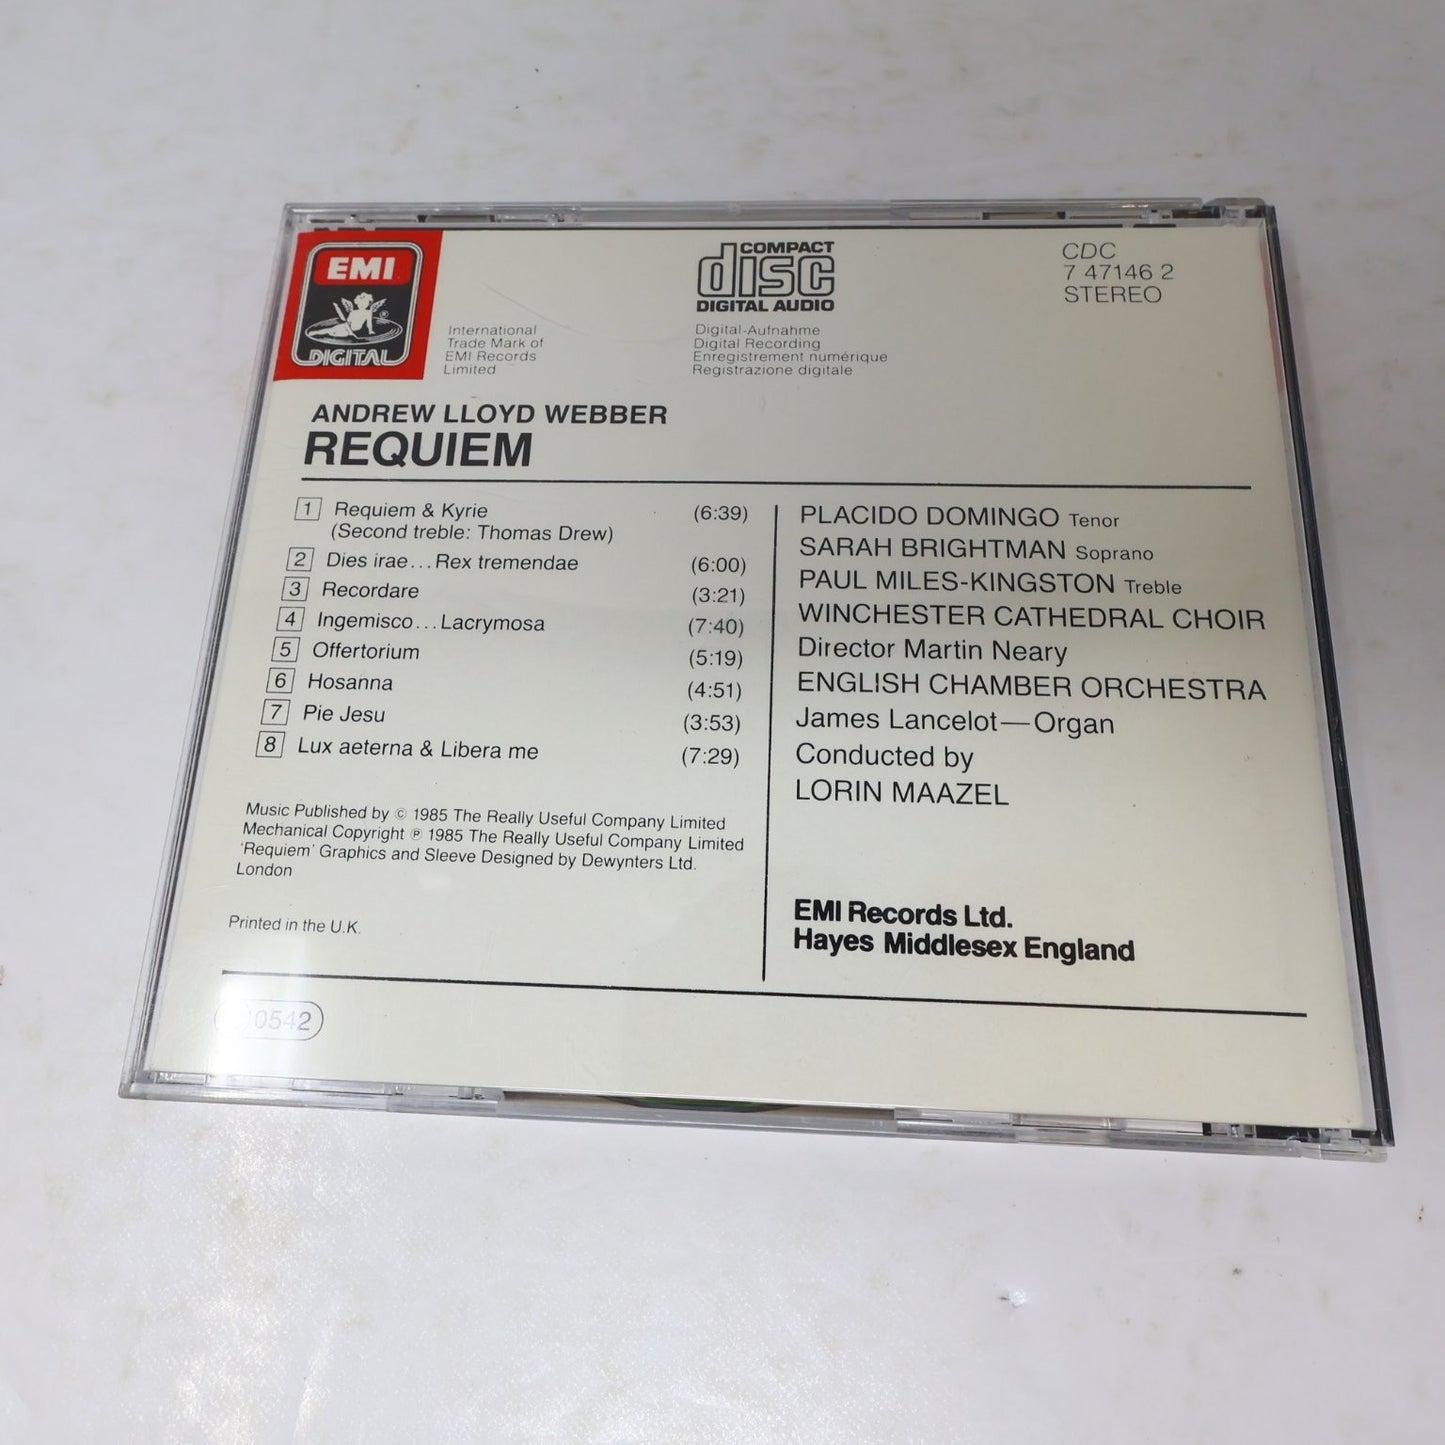 EMI
DIGITAL
International
Trade Mark of
EMI Records
Limited
COMPACT
disc
DIGITAL AUDIO
Digital-Aufnahme
Digital Recording
Enregistrement numérique
Registrazione digitale
CDC
7 47146 2
STEREO
ANDREW LLOYD WEBBER
REQUIEM
1 Requiem & Kyrie (6:39)
(Second treble: Thomas Drew)
2 Dies irae...Rex tremendae (6:00)
3 Recordare (3:21)
4 Ingemisco...Lacrymosa (7:40)
5 Offertorium (5:19)
6 Hosanna (4:51)
7 Pie Jesu (3:53)
8 Lux aeterna & Libera me (7:29)
Music Published by © 1985 The Really Useful Company Limited
Mechanical Copyright ℗ 1985 The Really Useful Company Limited
'Requiem' Graphics and Sleeve Designed by Dewynters Ltd.
London
Printed in the U.K.
PLACIDO DOMINGO Tenor
SARAH BRIGHTMAN Soprano
PAUL MILES-KINGSTON Treble
WINCHESTER CATHEDRAL CHOIR
Director Martin Neary
ENGLISH CHAMBER ORCHESTRA
James Lancelot—Organ
Conducted by
LORIN MAAZEL
EMI Records Ltd.
Hayes Middlesex England
0542